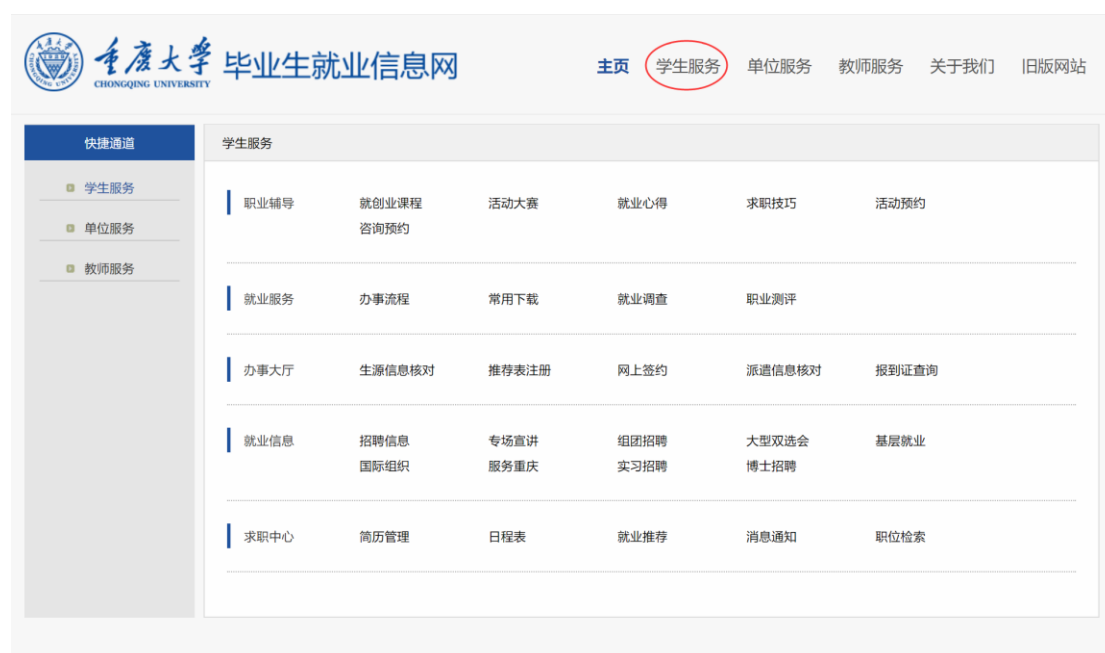 重庆大学 毕业生就业信息网
CHONGQING UNIVERSITY
主页 学生服务 单位服务 教师服务 关于我们 旧版网站
快捷通道
学生服务
单位服务
教师服务
学生服务
职业辅导 就创业课程 活动大赛 就业心得 求职技巧 活动预约
咨询预约
就业服务 办事流程 常用下载 就业调查 职业测评
办事大厅 生源信息核对 推荐表注册 网上签约 派遣信息核对 报到证查询
就业信息 招聘信息 专场宣讲 组团招聘 大型双选会 基层就业
国际组织 服务重庆 实习招聘 博士招聘
求职中心 简历管理 日程表 就业推荐 消息通知 职位检索